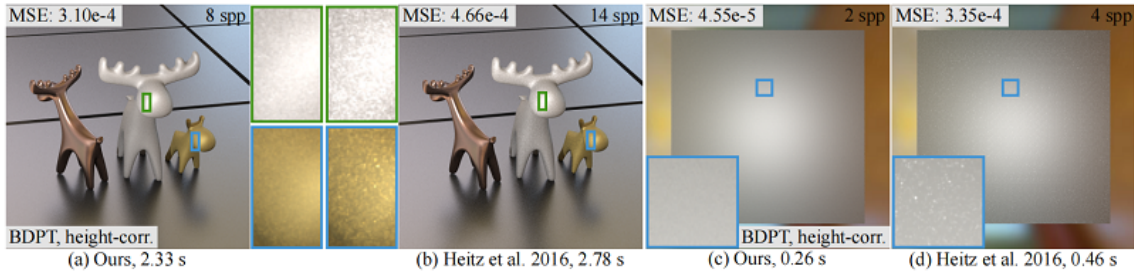 MSE: 3.10e-4
8 spp
BDPT, height-corr.
(a) Ours, 2.33 s
MSE: 4.66e-4
14 spp
(b) Heitz et al. 2016, 2.78 s
MSE: 4.55e-5
2 spp
BDPT, height-corr.
(c) Ours, 0.26 s
MSE: 3.35e-4
4 spp
(d) Heitz et al. 2016, 0.46 s